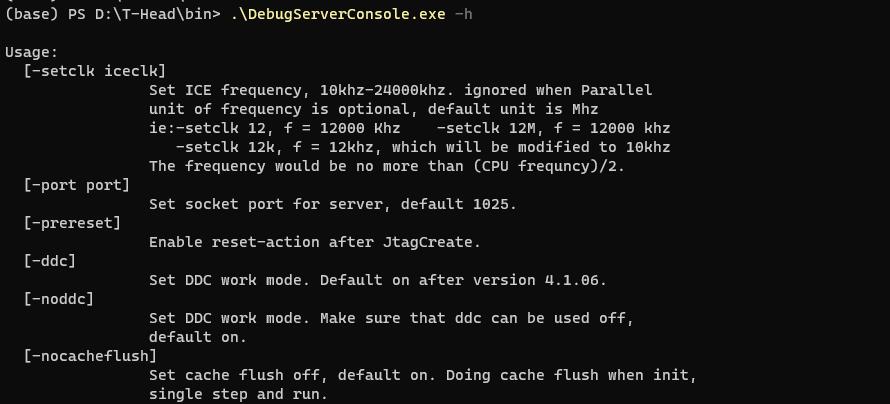 (base) PS D:\T-Head\bin> .\DebugServerConsole.exe -h
Usage:
[-setclk iceclk]
Set ICE frequency, 10khz-24000khz. ignored when Parallel
unit of frequency is optional, default unit is Mhz
ie:-setclk 12, f = 12000 Khz    -setclk 12M, f = 12000 khz
-setclk 12k, f = 12khz, which will be modified to 10khz
The frequency would be no more than (CPU frequncy)/2.
[-port port]
Set socket port for server, default 1025.
[-prereset]
Enable reset-action after JtagCreate.
[-ddc]
Set DDC work mode. Default on after version 4.1.06.
[-noddc]
Set DDC work mode. Make sure that ddc can be used off,
default on.
[-nocacheflush]
Set cache flush off, default on. Doing cache flush when init,
single step and run.